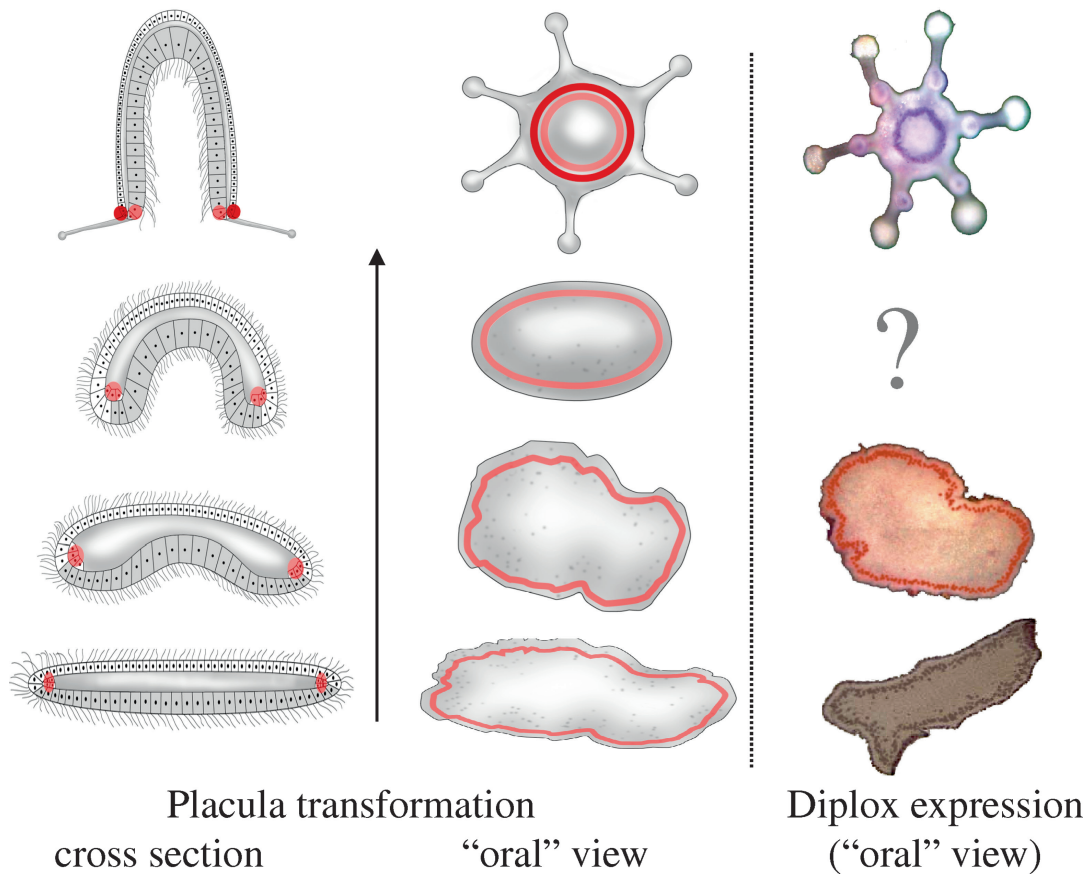 ?
Placula transformation
Diplox expression
cross section
“oral” view
(“oral” view)